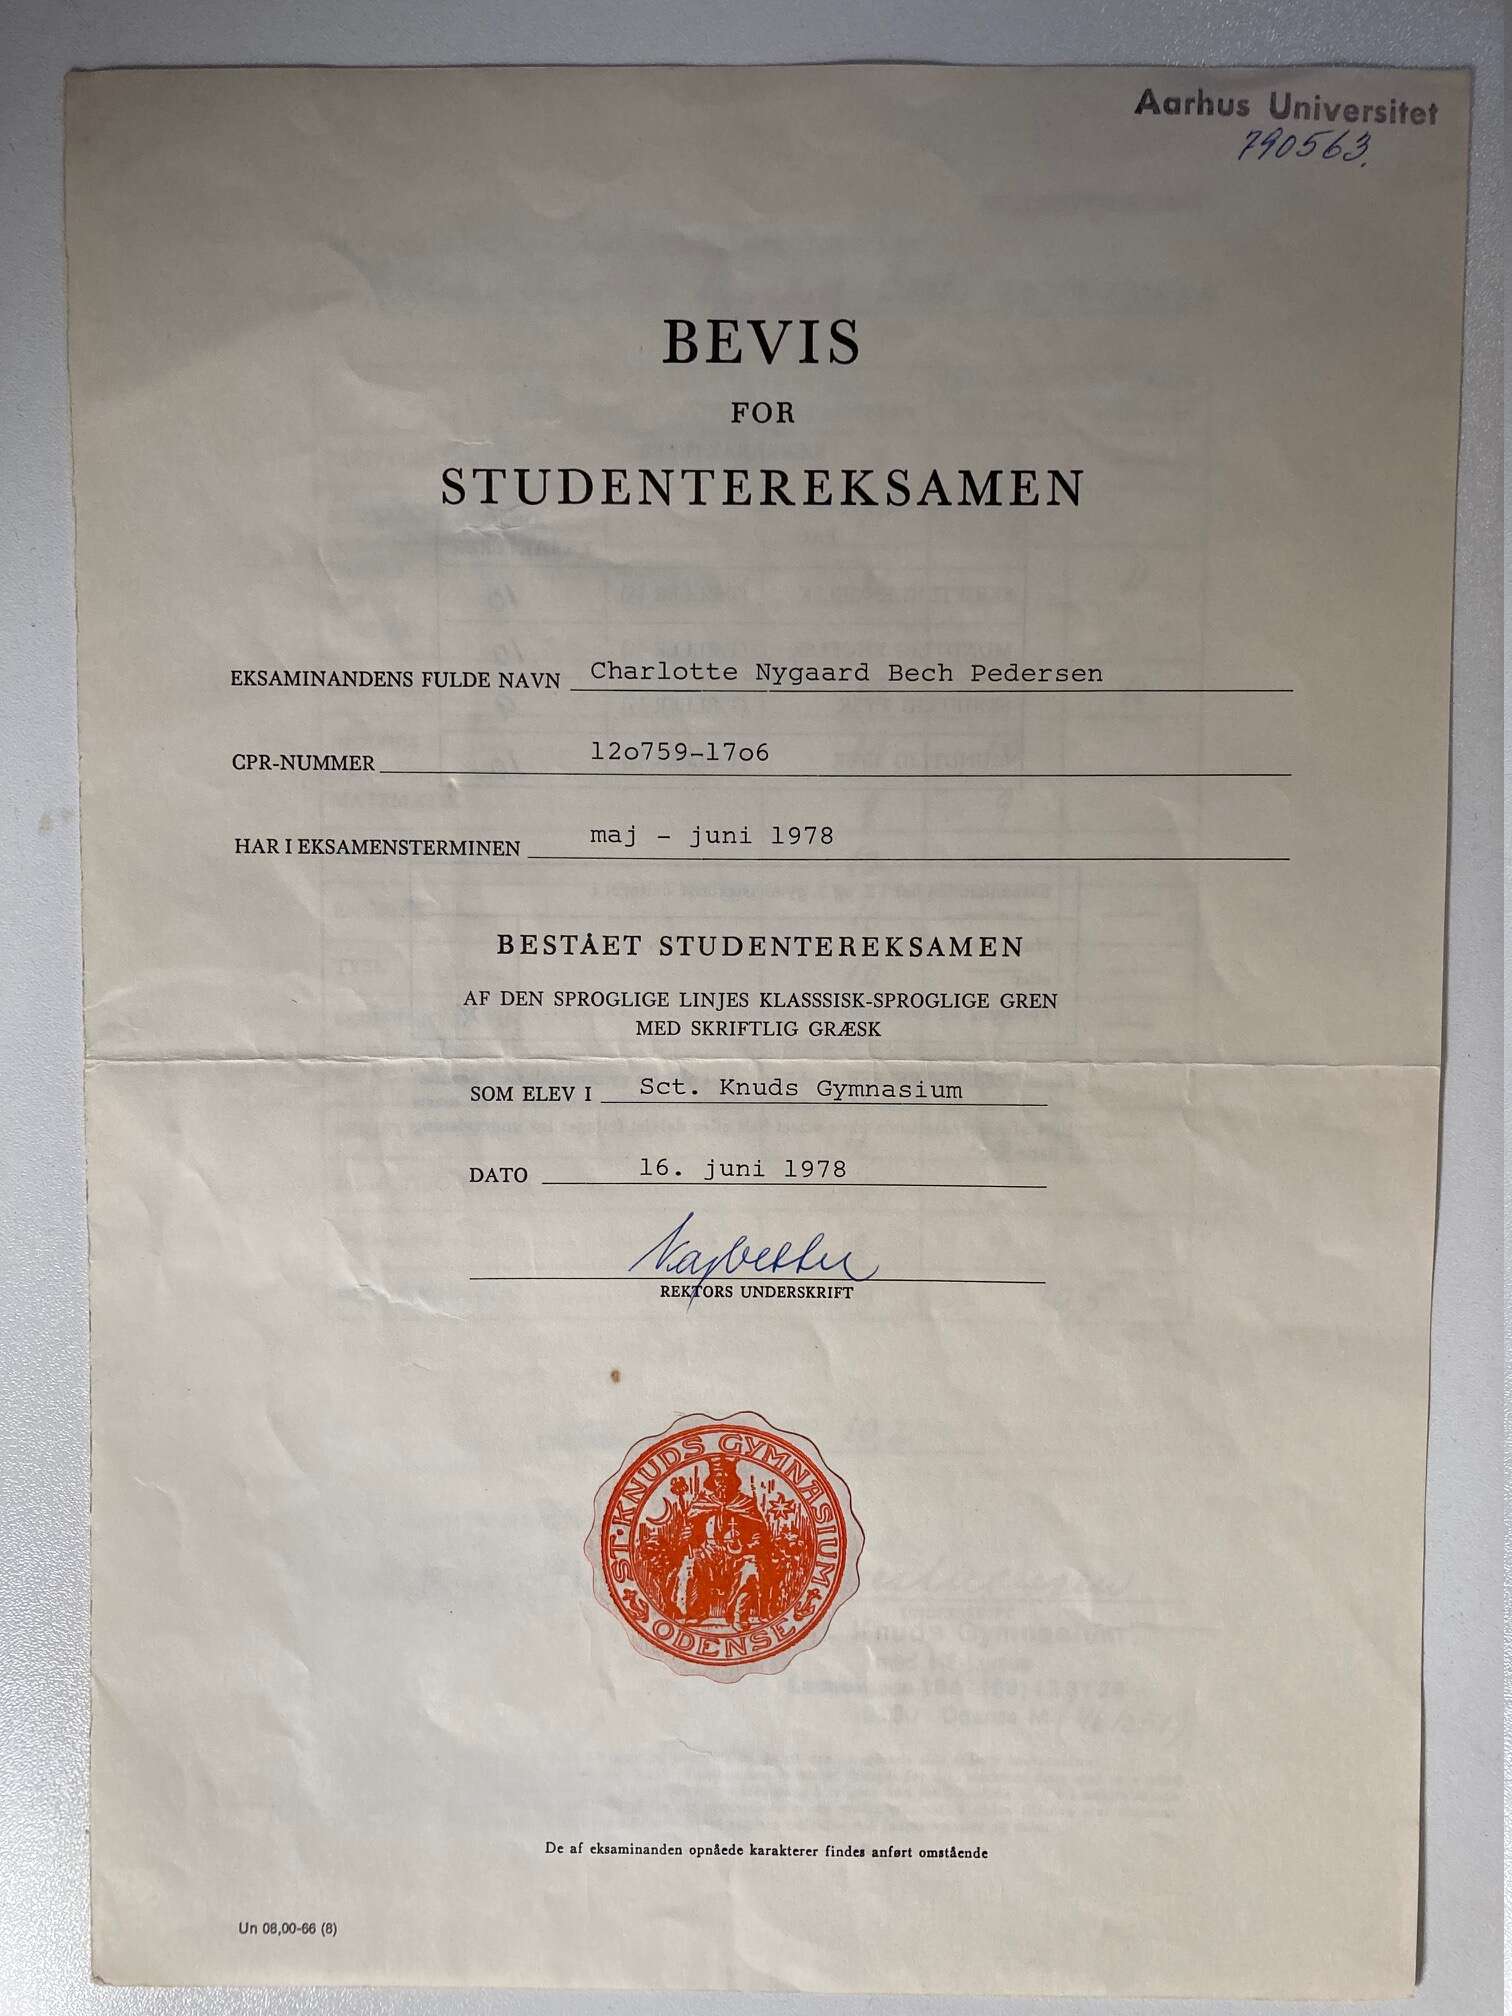 Aarhus Universitet
790563.
BEVIS
FOR
STUDENTEREKSAMEN
EKSAMINANDENS FULDE NAVN Charlotte Nygaard Bech Pedersen
CPR-NUMMER 12o759-17o6
HAR I EKSAMENSTERMINEN maj - juni 1978
BESTÅET STUDENTEREKSAMEN
AF DEN SPROGLIGE LINJES KLASSSISK-SPROGLIGE GREN
MED SKRIFTLIG GRÆSK
SOM ELEV I Sct. Knuds Gymnasium
DATO 16. juni 1978
REKTORS UNDERSKRIFT
ST·KNUDS GYMNASIUM
ODENSE
De af eksaminanden opnåede karakterer findes anført omstående
Un 08,00-66 (8)